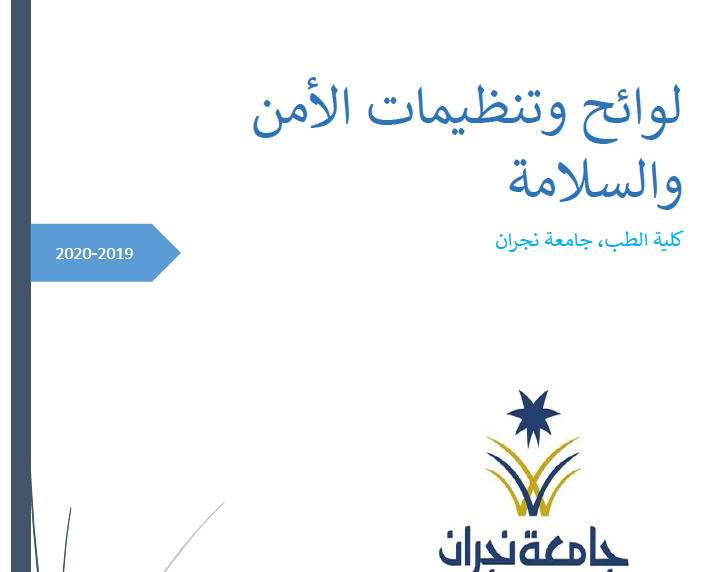 لوائح وتنظيمات الأمن
والسلامة
كلية الطب، جامعة نجران
2020-2019
جامعة نجران